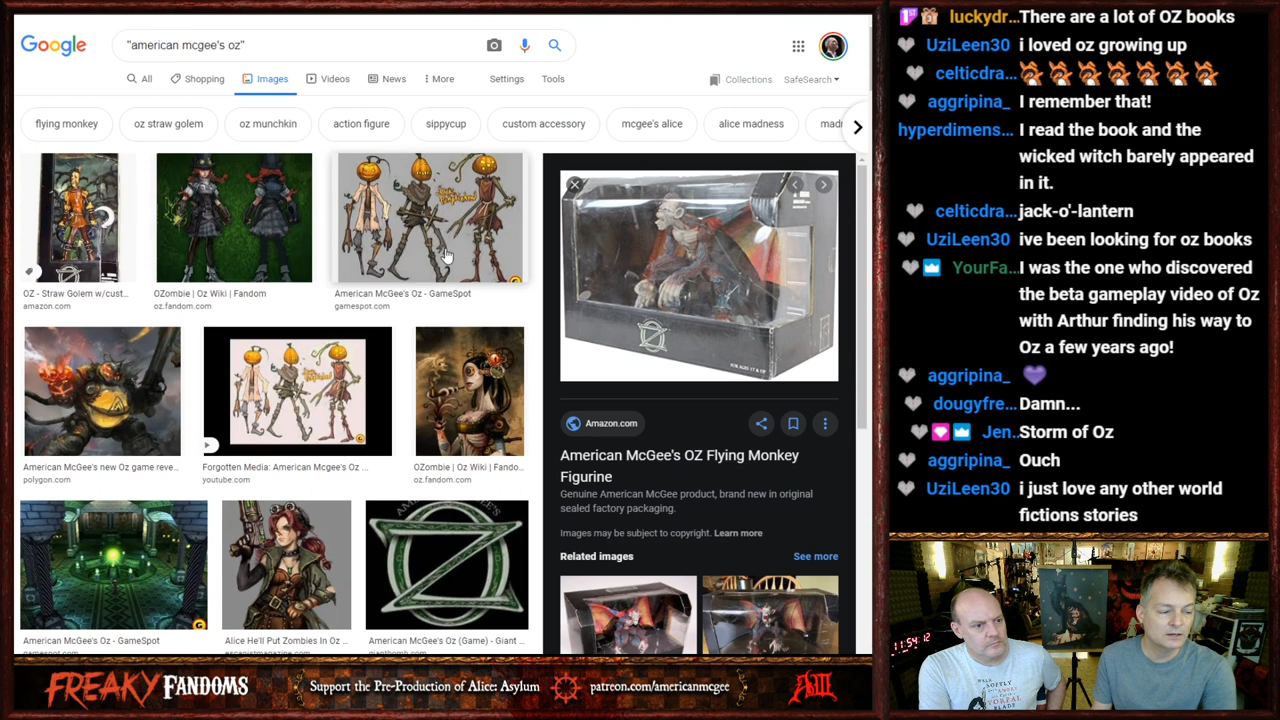 Google
"american mcgee's oz"
All Shopping Images Videos News More Settings Tools
Collections SafeSearch
flying monkey oz straw golem oz munchkin action figure sippycup custom accessory mcgee's alice alice madness
OZ - Straw Golem w/cust...
amazon.com
OZombie | Oz Wiki | Fandom
oz.fandom.com
American McGee's Oz - GameSpot
gamespot.com
American McGee's new Oz game reve...
polygon.com
Forgotten Media: American Mcgee's Oz ...
youtube.com
OZombie | Oz Wiki | Fando...
oz.fandom.com
American McGee's Oz - GameSpot
Alice He'll Put Zombies In Oz ...
AMERICAN McGEE'S
OZ
American McGee's Oz (Game) - Giant ...
Amazon.com
American McGee's OZ Flying Monkey
Figurine
Genuine American McGee product, brand new in original
sealed factory packaging.
Images may be subject to copyright. Learn more
Related images See more
luckydr... There are a lot of OZ books
UziLeen30 i loved oz growing up
celticdra...
aggripina_ I remember that!
hyperdimens... I read the book and the
wicked witch barely appeared
in it.
celticdra... jack-o'-lantern
UziLeen30 ive been looking for oz books
YourFa... I was the one who discovered
the beta gameplay video of Oz
with Arthur finding his way to
Oz a few years ago!
aggripina_
dougyfre... Damn...
Jen... Storm of Oz
aggripina_ Ouch
UziLeen30 i just love any other world
fictions stories
11:54:12
FREAKY FANDOMS
Support the Pre-Production of Alice: Asylum
patreon.com/americanmcgee